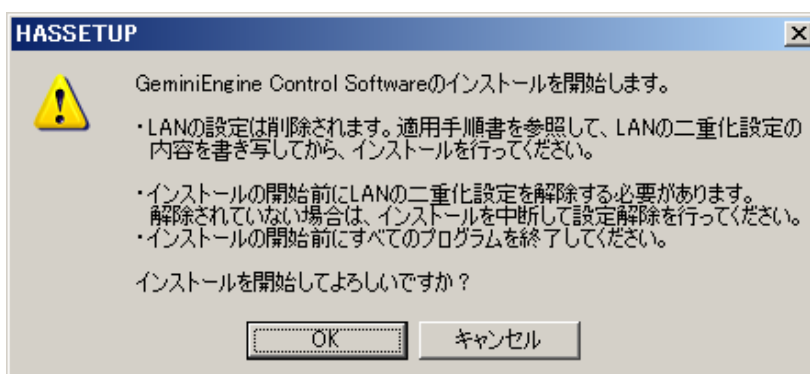 HASSETUP
GeminiEngine Control Softwareのインストールを開始します。
・LANの設定は削除されます。適用手順書を参照して、LANの二重化設定の
内容を書き写してから、インストールを行ってください。
・インストールの開始前にLANの二重化設定を解除する必要があります。
解除されていない場合は、インストールを中断して設定解除を行ってください。
・インストールの開始前にすべてのプログラムを終了してください。
インストールを開始してよろしいですか？
OK
キャンセル